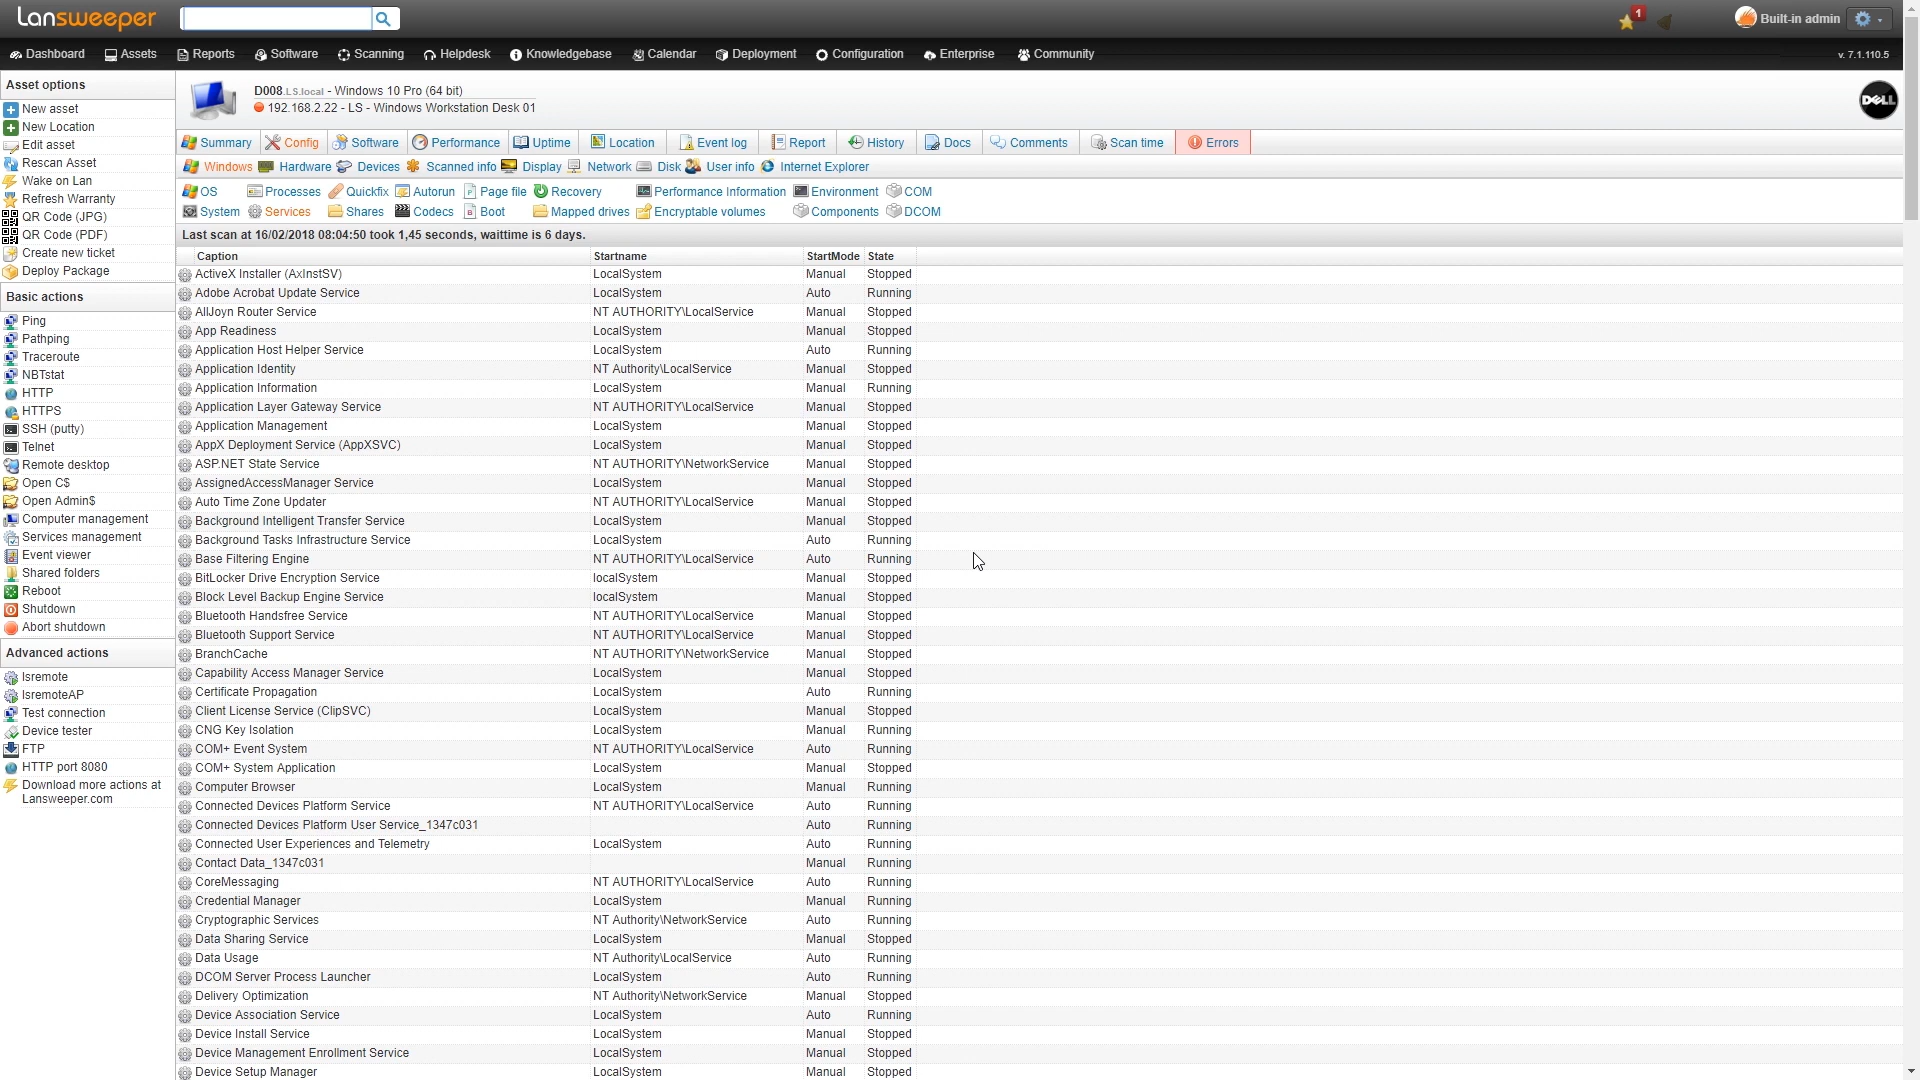 Lansweeper
1
Built-in admin
Dashboard Assets Reports Software Scanning Helpdesk Knowledgebase Calendar Deployment Configuration Enterprise Community v. 7.1.110.5
Asset options
New asset
New Location
Edit asset
Rescan Asset
Wake on Lan
Refresh Warranty
QR Code (JPG)
QR Code (PDF)
Create new ticket
Deploy Package
Basic actions
Ping
Pathping
Traceroute
NBTstat
HTTP
HTTPS
SSH (putty)
Telnet
Remote desktop
Open C$
Open Admin$
Computer management
Services management
Event viewer
Shared folders
Reboot
Shutdown
Abort shutdown
Advanced actions
lsremote
lsremoteAP
Test connection
Device tester
FTP
HTTP port 8080
Download more actions at
Lansweeper.com
D008.LS.local - Windows 10 Pro (64 bit)
192.168.2.22 - LS - Windows Workstation Desk 01
DELL
Summary Config Software Performance Uptime Location Event log Report History Docs Comments Scan time Errors
Windows Hardware Devices Scanned info Display Network Disk User info Internet Explorer
OS Processes Quickfix Autorun Page file Recovery Performance Information Environment COM
System Services Shares Codecs Boot Mapped drives Encryptable volumes Components DCOM
Last scan at 16/02/2018 08:04:50 took 1,45 seconds, waittime is 6 days.
Caption Startname StartMode State
ActiveX Installer (AxInstSV) LocalSystem Manual Stopped
Adobe Acrobat Update Service LocalSystem Auto Running
AllJoyn Router Service NT AUTHORITY\LocalService Manual Stopped
App Readiness LocalSystem Manual Stopped
Application Host Helper Service LocalSystem Auto Running
Application Identity NT Authority\LocalService Manual Stopped
Application Information LocalSystem Manual Running
Application Layer Gateway Service NT AUTHORITY\LocalService Manual Stopped
Application Management LocalSystem Manual Stopped
AppX Deployment Service (AppXSVC) LocalSystem Manual Stopped
ASP.NET State Service NT AUTHORITY\NetworkService Manual Stopped
AssignedAccessManager Service LocalSystem Manual Stopped
Auto Time Zone Updater NT AUTHORITY\LocalService Manual Stopped
Background Intelligent Transfer Service LocalSystem Manual Stopped
Background Tasks Infrastructure Service LocalSystem Auto Running
Base Filtering Engine NT AUTHORITY\LocalService Auto Running
BitLocker Drive Encryption Service localSystem Manual Stopped
Block Level Backup Engine Service localSystem Manual Stopped
Bluetooth Handsfree Service NT AUTHORITY\LocalService Manual Stopped
Bluetooth Support Service NT AUTHORITY\LocalService Manual Stopped
BranchCache NT AUTHORITY\NetworkService Manual Stopped
Capability Access Manager Service LocalSystem Manual Stopped
Certificate Propagation LocalSystem Auto Running
Client License Service (ClipSVC) LocalSystem Manual Stopped
CNG Key Isolation LocalSystem Manual Running
COM+ Event System NT AUTHORITY\LocalService Auto Running
COM+ System Application LocalSystem Manual Stopped
Computer Browser LocalSystem Manual Running
Connected Devices Platform Service NT AUTHORITY\LocalService Auto Running
Connected Devices Platform User Service_1347c031 Auto Running
Connected User Experiences and Telemetry LocalSystem Auto Running
Contact Data_1347c031 Manual Running
CoreMessaging NT AUTHORITY\LocalService Auto Running
Credential Manager LocalSystem Manual Running
Cryptographic Services NT Authority\NetworkService Auto Running
Data Sharing Service LocalSystem Manual Stopped
Data Usage NT Authority\LocalService Auto Running
DCOM Server Process Launcher LocalSystem Auto Running
Delivery Optimization NT Authority\NetworkService Manual Stopped
Device Association Service LocalSystem Auto Running
Device Install Service LocalSystem Manual Stopped
Device Management Enrollment Service LocalSystem Manual Stopped
Device Setup Manager LocalSystem Manual Stopped